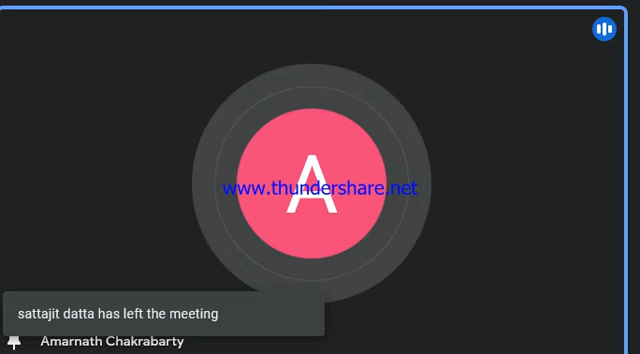 A
www.thundershare.net
sattajit datta has left the meeting
Amarnath Chakrabarty